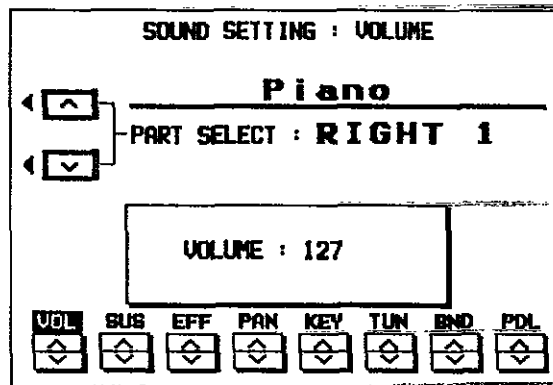 SOUND SETTING : VOLUME
Piano
PART SELECT : RIGHT 1
VOLUME : 127
VOL SUS EFF PAN KEY TUN BND PDL